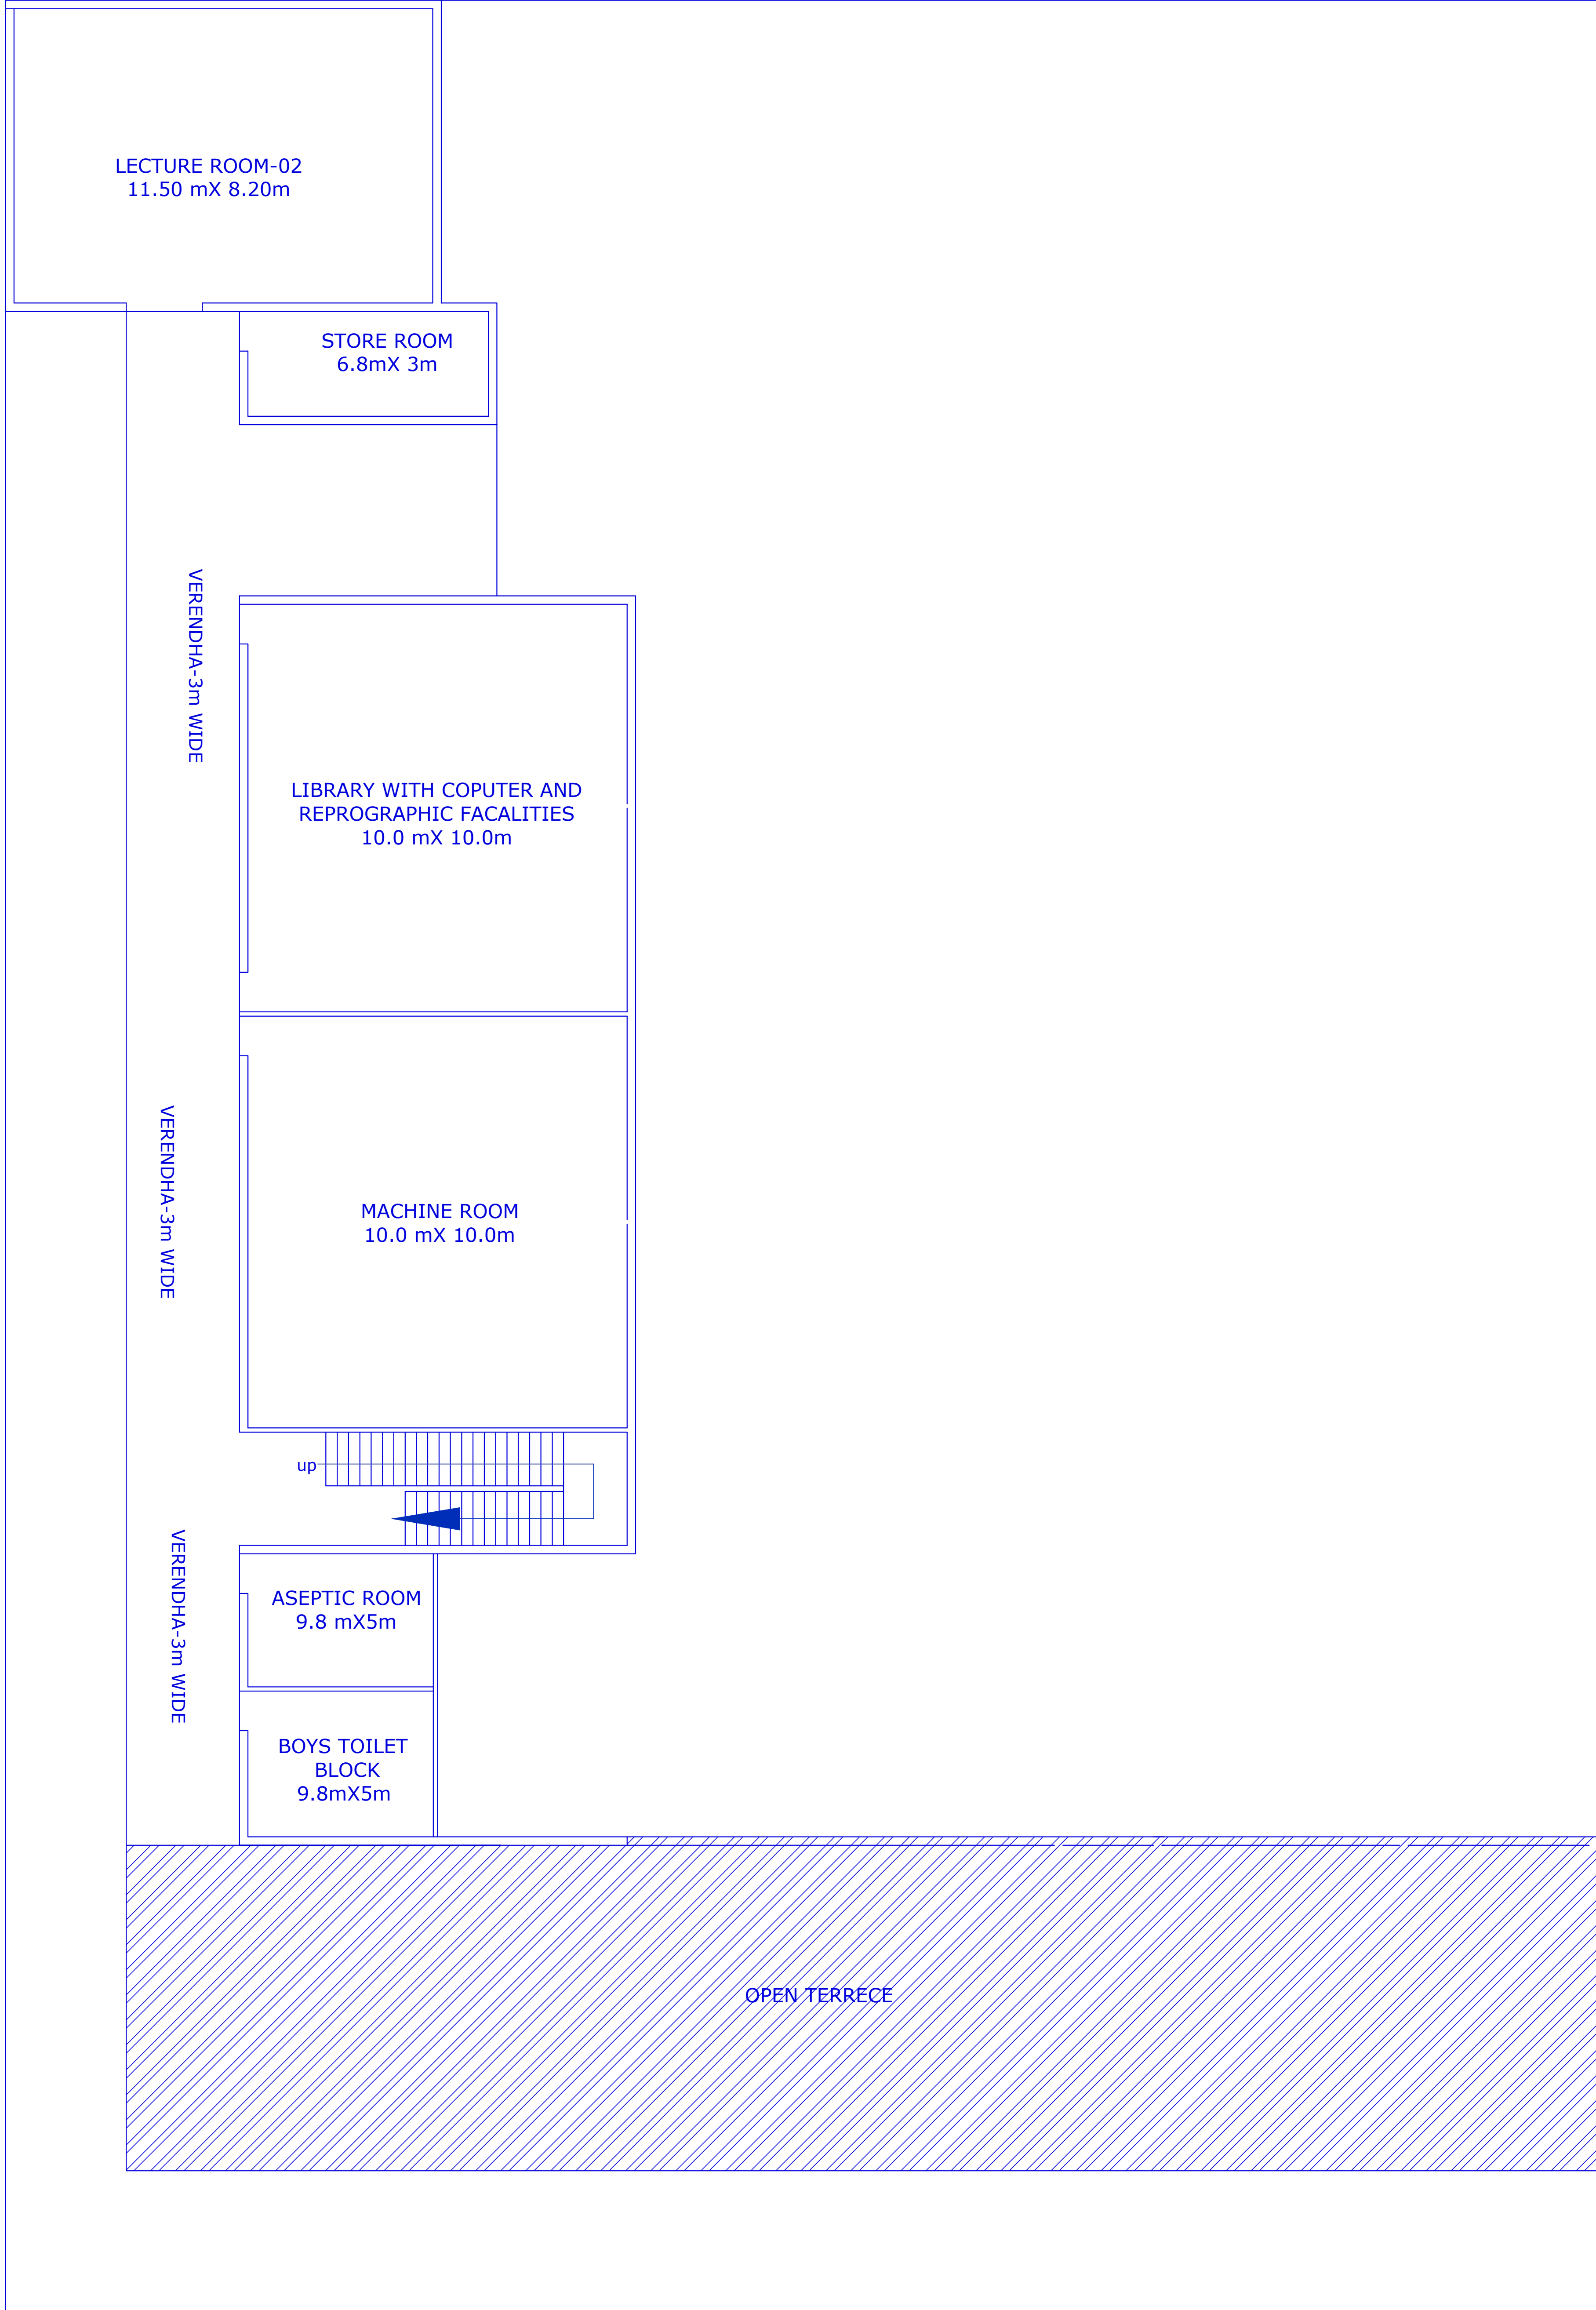 LECTURE ROOM-02
11.50 mX 8.20m
STORE ROOM
6.8mX 3m
VERENDHA-3m WIDE
LIBRARY WITH COPUTER AND
REPROGRAPHIC FACALITIES
10.0 mX 10.0m
VERENDHA-3m WIDE
MACHINE ROOM
10.0 mX 10.0m
up
VERENDHA-3m WIDE
ASEPTIC ROOM
9.8 mX5m
BOYS TOILET
BLOCK
9.8mX5m
OPEN TERRECE